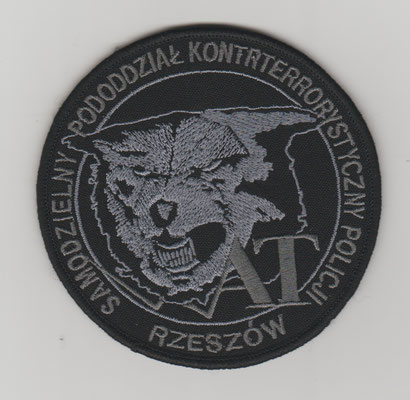 SAMODZIELNY PODODDZIAŁ KONTRTERRORYSTYCZNY POLICJI
AT
RZESZÓW